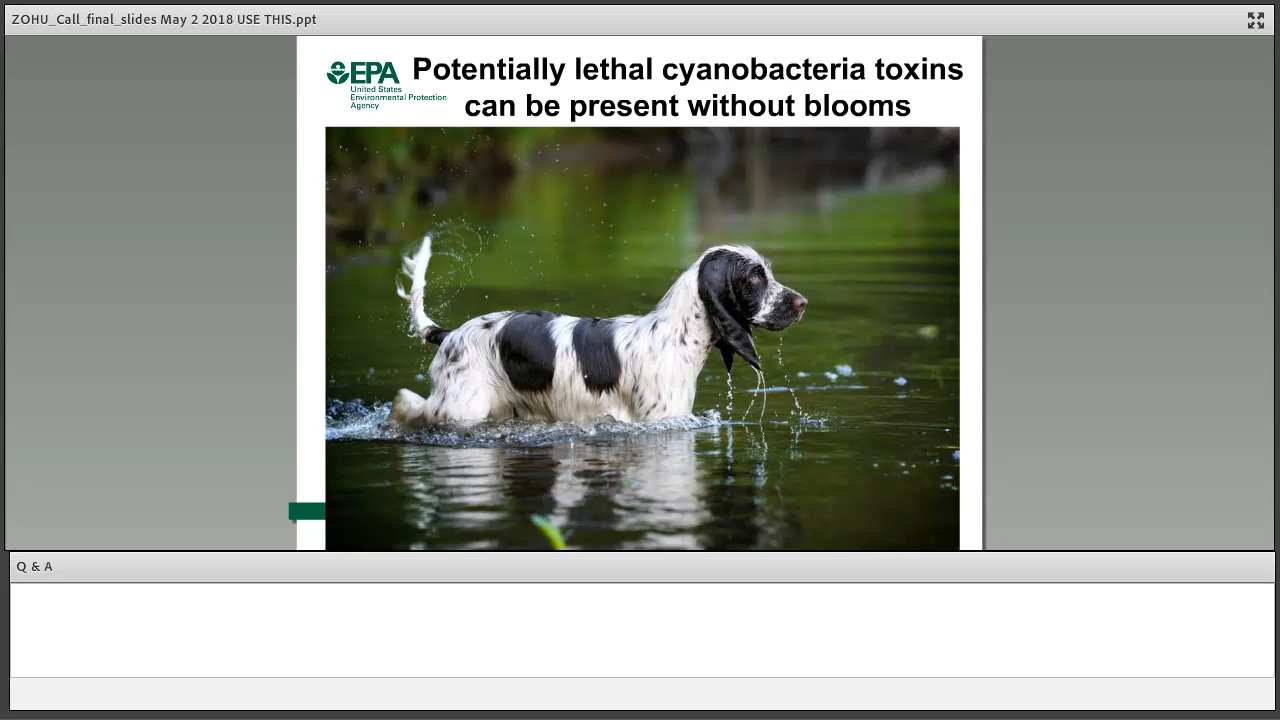 ZOHU_Call_final_slides May 2 2018 USE THIS.ppt
EPA
United States
Environmental Protection
Agency
Potentially lethal cyanobacteria toxins
can be present without blooms
Q & A